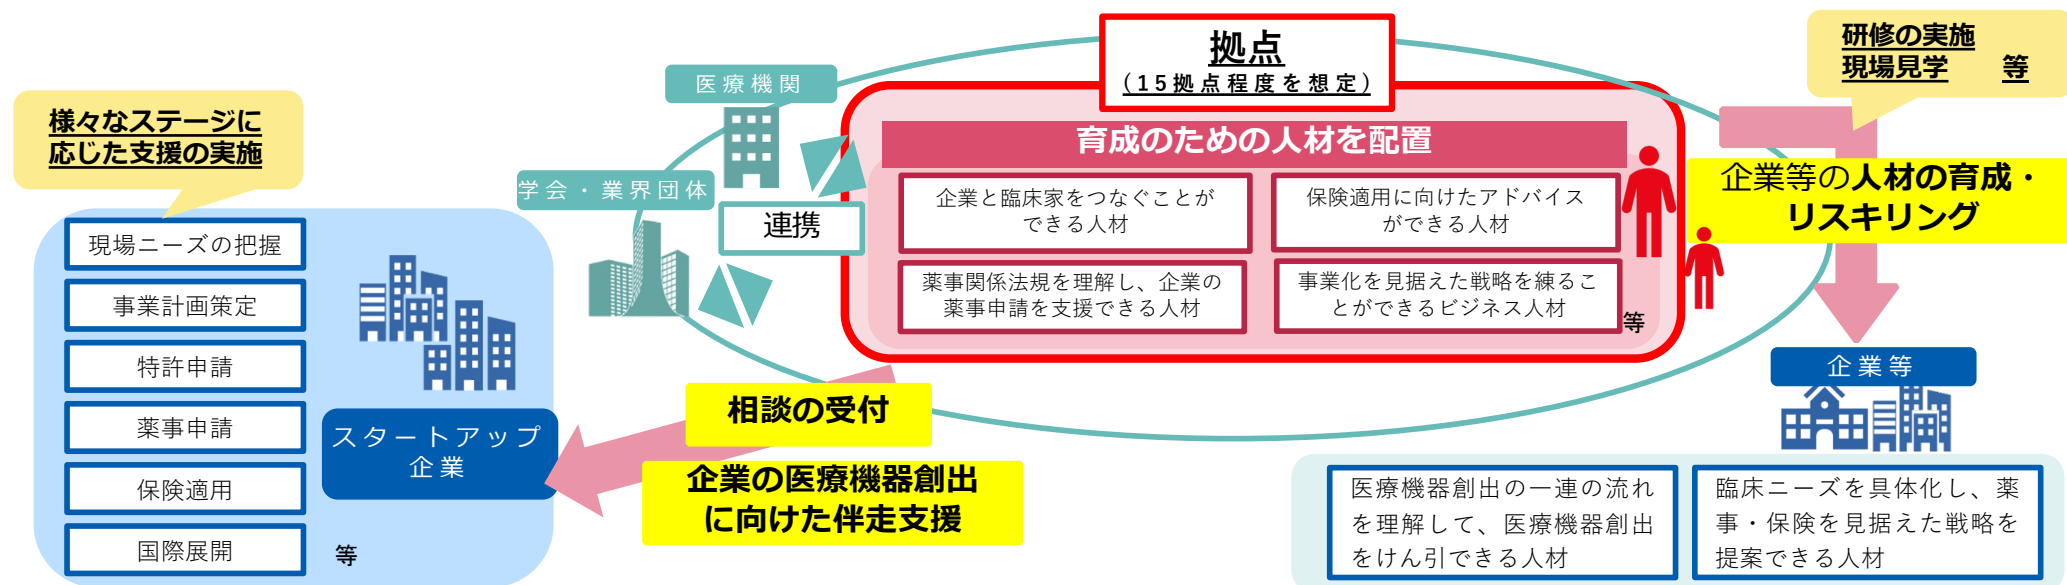 拠点
(15拠点程度を想定)
研修の実施
現場見学 等
医療機関
様々なステージに
応じた支援の実施
育成のための人材を配置
学会・業界団体
連携
企業と臨床家をつなぐことが
できる人材
保険適用に向けたアドバイス
ができる人材
薬事関係法規を理解し、企業の
薬事申請を支援できる人材
事業化を見据えた戦略を練るこ
とができるビジネス人材
等
企業等の人材の育成・
リスキリング
現場ニーズの把握
事業計画策定
特許申請
薬事申請
保険適用
国際展開
等
スタートアップ
企業
相談の受付
企業の医療機器創出
に向けた伴走支援
企業等
医療機器創出の一連の流れ
を理解して、医療機器創出
をけん引できる人材
臨床ニーズを具体化し、薬
事・保険を見据えた戦略を
提案できる人材